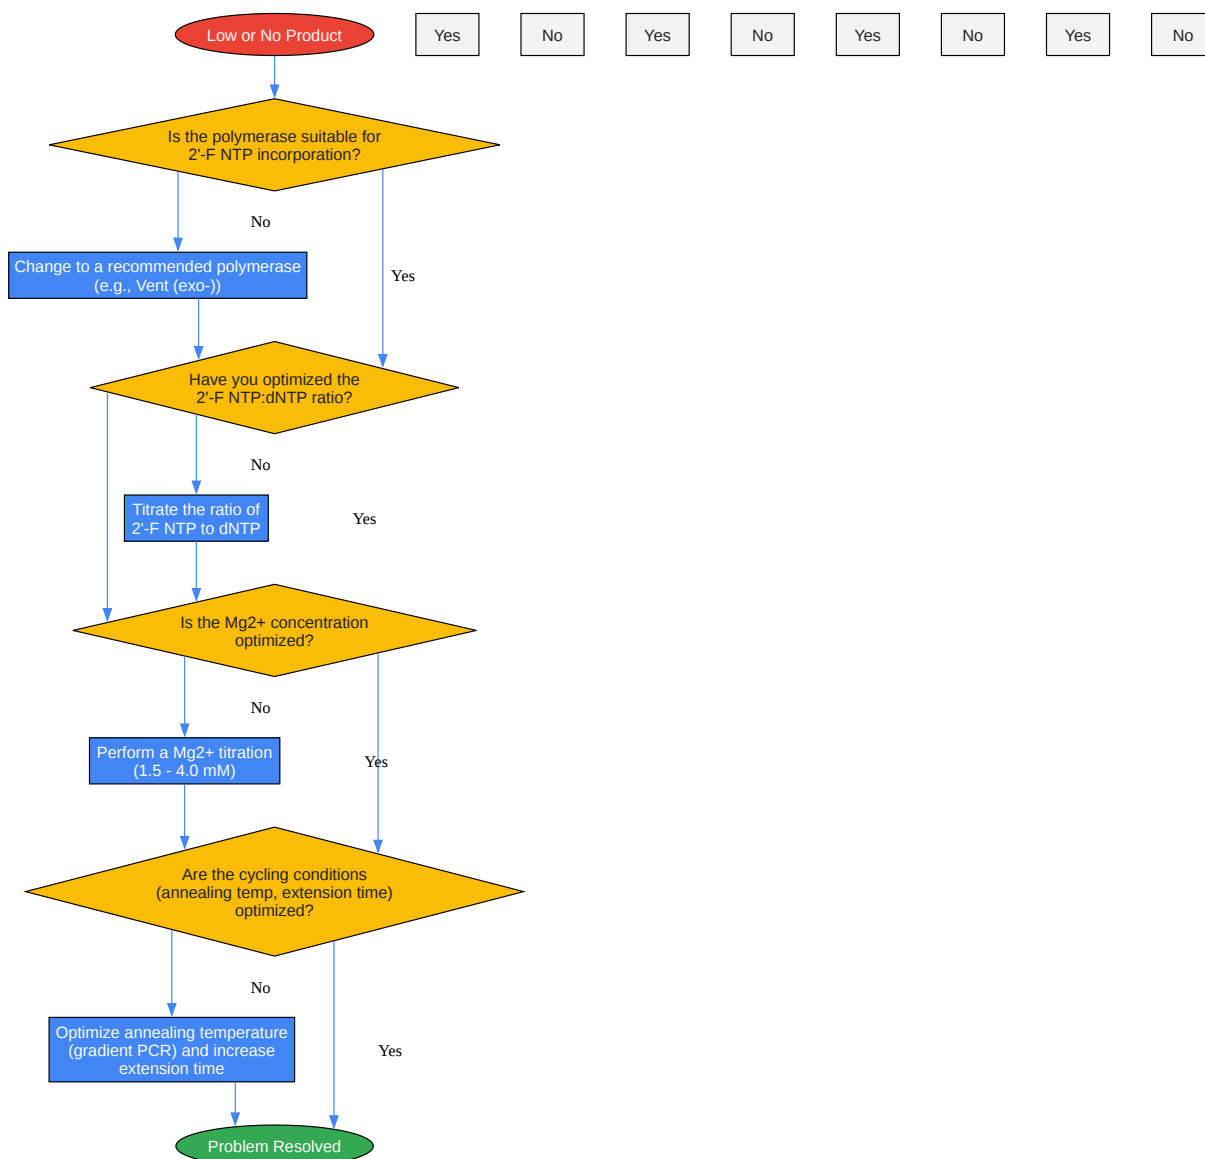 Low or No Product
Yes
No
Yes
No
Yes
No
Yes
No
Is the polymerase suitable for
2'-F NTP incorporation?
No
Change to a recommended polymerase
(e.g., Vent (exo-))
Yes
Have you optimized the
2'-F NTP:dNTP ratio?
No
Titrate the ratio of
2'-F NTP to dNTP
Yes
Is the Mg2+ concentration
optimized?
No
Perform a Mg2+ titration
(1.5 - 4.0 mM)
Yes
Are the cycling conditions
(annealing temp, extension time)
optimized?
No
Optimize annealing temperature
(gradient PCR) and increase
extension time
Yes
Problem Resolved